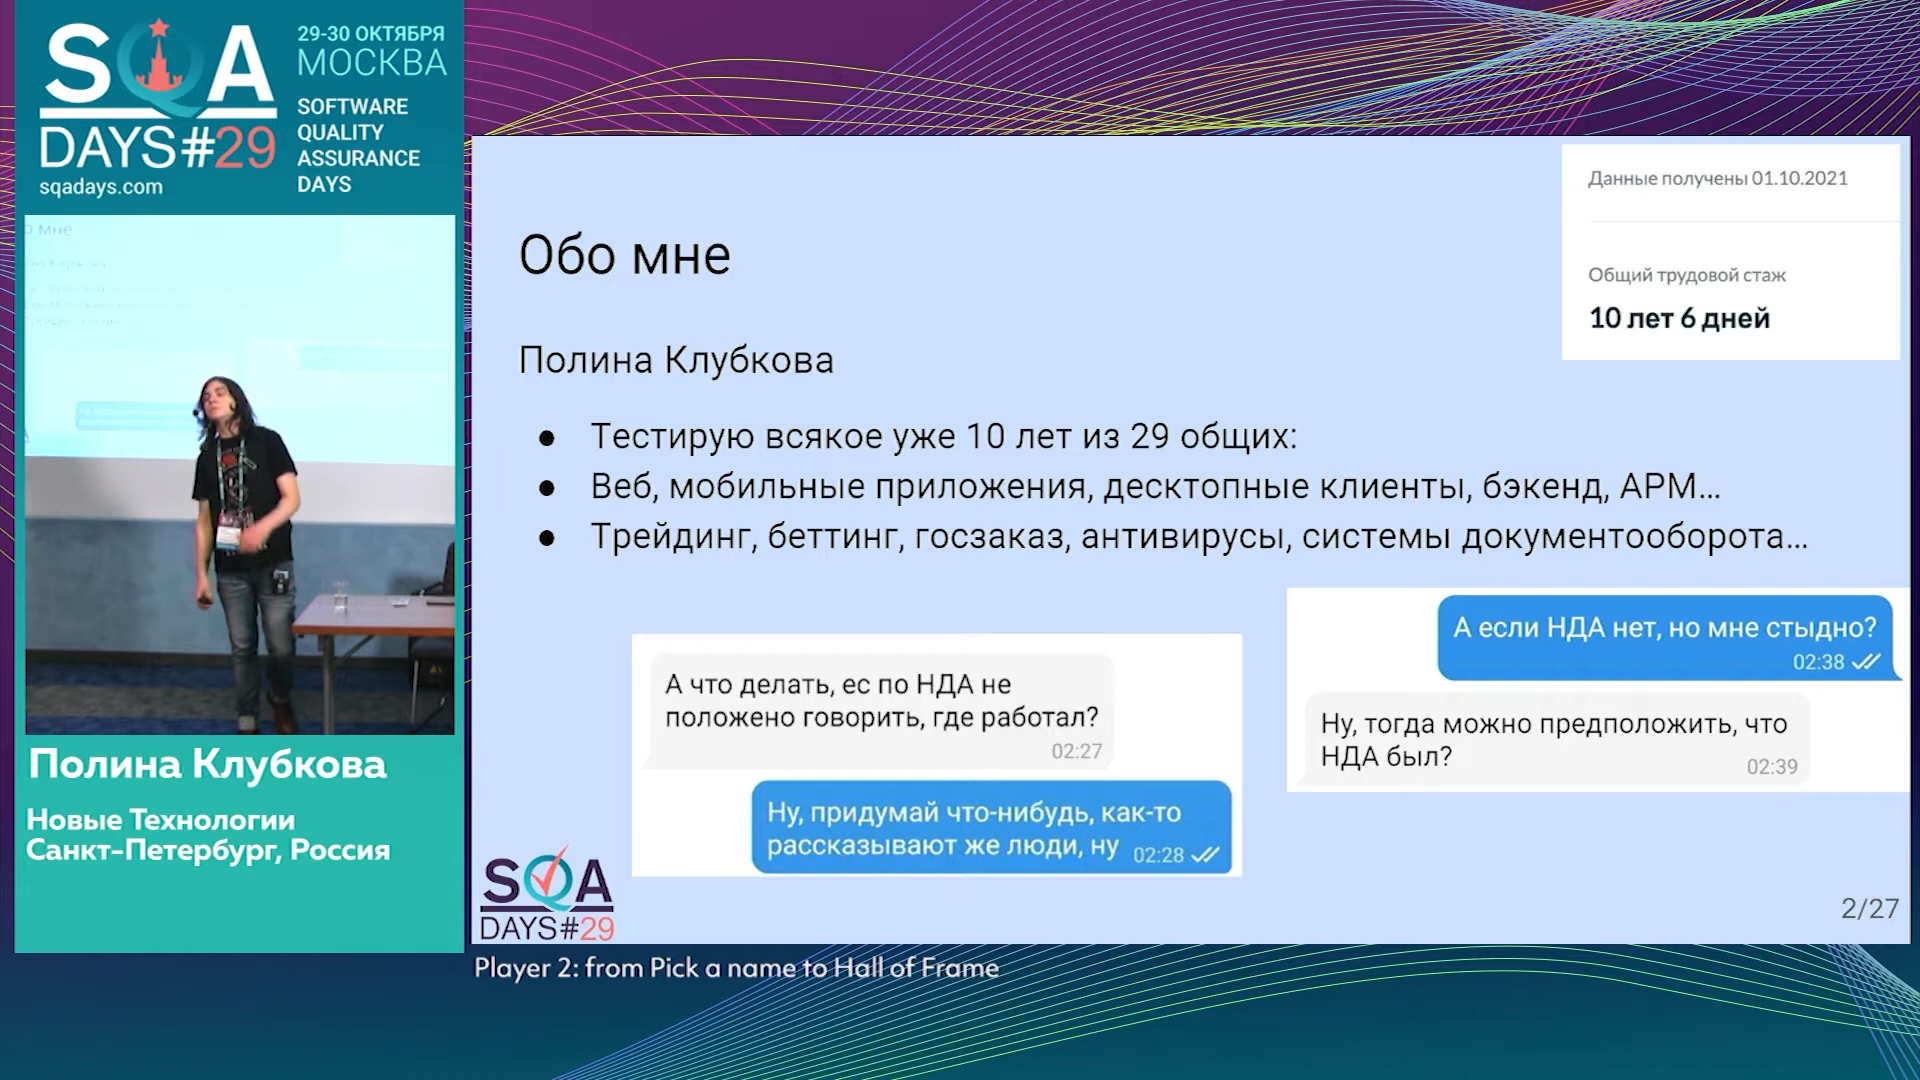 SQA
DAYS#29
sqadays.com
29-30 ОКТЯБРЯ
МОСКВА
SOFTWARE
QUALITY
ASSURANCE
DAYS
Полина Клубкова
Новые Технологии
Санкт-Петербург, Россия
Данные получены 01.10.2021
Общий трудовой стаж
10 лет 6 дней
Обо мне
Полина Клубкова
● Тестирую всякое уже 10 лет из 29 общих:
● Веб, мобильные приложения, десктопные клиенты, бэкенд, АРМ...
● Трейдинг, беттинг, госзаказ, антивирусы, системы документооборота...
А что делать, ес по НДА не
положено говорить, где работал?
02:27
Ну, придумай что-нибудь, как-то
рассказывают же люди, ну 02:28
А если НДА нет, но мне стыдно?
02:38
Ну, тогда можно предположить, что
НДА был? 02:39
SQA
DAYS#29
2/27
Player 2: from Pick a name to Hall of Frame